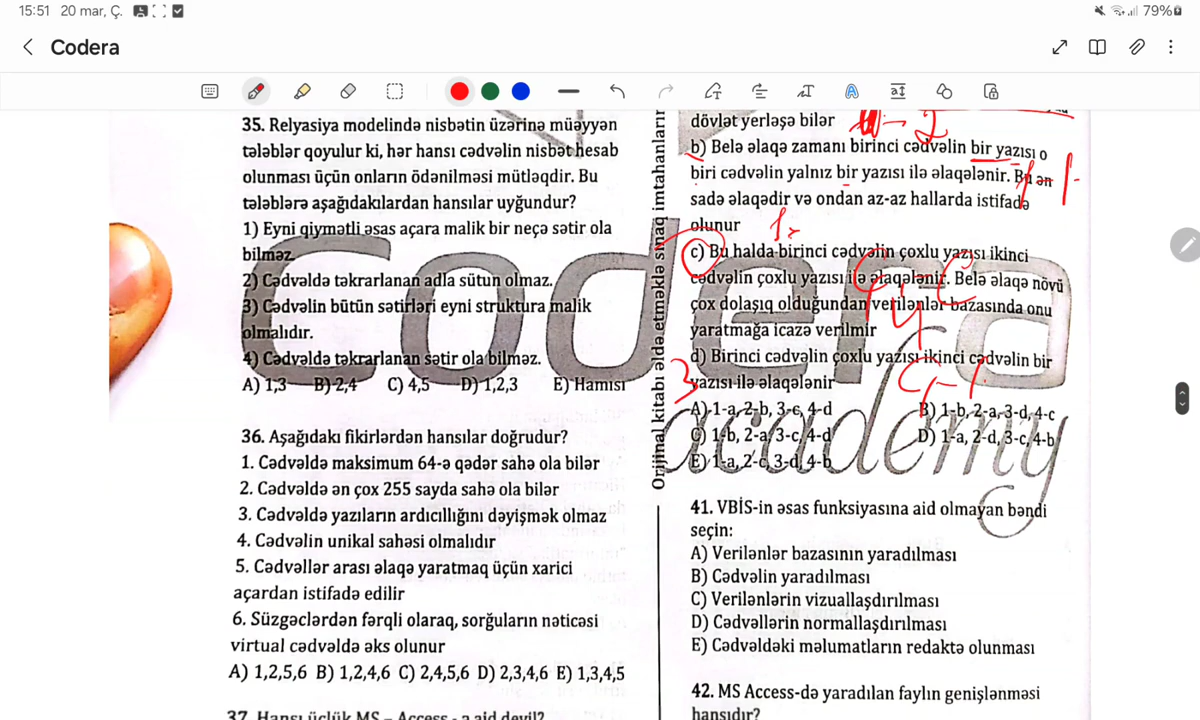 15:51 20 mar, Ç.
79%
Codera
35. Relyasiya modelində nisbətin üzərinə müəyyən
tələblər qoyulur ki, hər hansı cədvəlin nisbət hesab
olunması üçün onların ödənilməsi mütləqdir. Bu
tələblərə aşağıdakılardan hansılar uyğundur?
1) Eyni qiymətli əsas açara malik bir neçə sətir ola
bilməz.
2) Cədvəldə təkrarlanan adla sütun olmaz.
3) Cədvəlin bütün sətirləri eyni struktura malik
olmalıdır.
4) Cədvəldə təkrarlanan sətir ola bilməz.
A) 1,3 B) 2,4 C) 4,5 D) 1,2,3 E) Hamısı
36. Aşağıdakı fikirlərdən hansılar doğrudur?
1. Cədvəldə maksimum 64-ə qədər sahə ola bilər
2. Cədvəldə ən çox 255 sayda sahə ola bilər
3. Cədvəldə yazıların ardıcıllığını dəyişmək olmaz
4. Cədvəlin unikal sahəsi olmalıdır
5. Cədvəllər arası əlaqə yaratmaq üçün xarici
açardan istifadə edilir
6. Süzgəclərdən fərqli olaraq, sorğuların nəticəsi
virtual cədvəldə əks olunur
A) 1,2,5,6 B) 1,2,4,6 C) 2,4,5,6 D) 2,3,4,6 E) 1,3,4,5
37. Hansı üçlük MS – Access - ə aid deyil?
Orijinal kitabı əldə etməklə sınaq imtahanların
dövlət yerləşə bilər
b) Belə əlaqə zamanı birinci cədvəlin bir yazısı o
biri cədvəlin yalnız bir yazısı ilə əlaqələnir. Bu ən
sadə əlaqədir və ondan az-az hallarda istifadə
olunur
c) Bu halda birinci cədvəlin çoxlu yazısı ikinci
cədvəlin çoxlu yazısı ilə əlaqələnir. Belə əlaqə növü
çox dolaşıq olduğundan verilənlər bazasında onu
yaratmağa icazə verilmir
d) Birinci cədvəlin çoxlu yazısı ikinci cədvəlin bir
yazısı ilə əlaqələnir
A) 1-a, 2-b, 3-c, 4-d B) 1-b, 2-a, 3-d, 4-c
C) 1-b, 2-a, 3-c, 4-d D) 1-a, 2-d, 3-c, 4-b
E) 1-a, 2-c, 3-d, 4-b
41. VBİS-in əsas funksiyasına aid olmayan bəndi
seçin:
A) Verilənlər bazasının yaradılması
B) Cədvəlin yaradılması
C) Verilənlərin vizuallaşdırılması
D) Cədvəllərin normallaşdırılması
E) Cədvəldəki məlumatların redaktə olunması
42. MS Access-də yaradılan faylın genişlənməsi
hansıdır?
Codera
academy